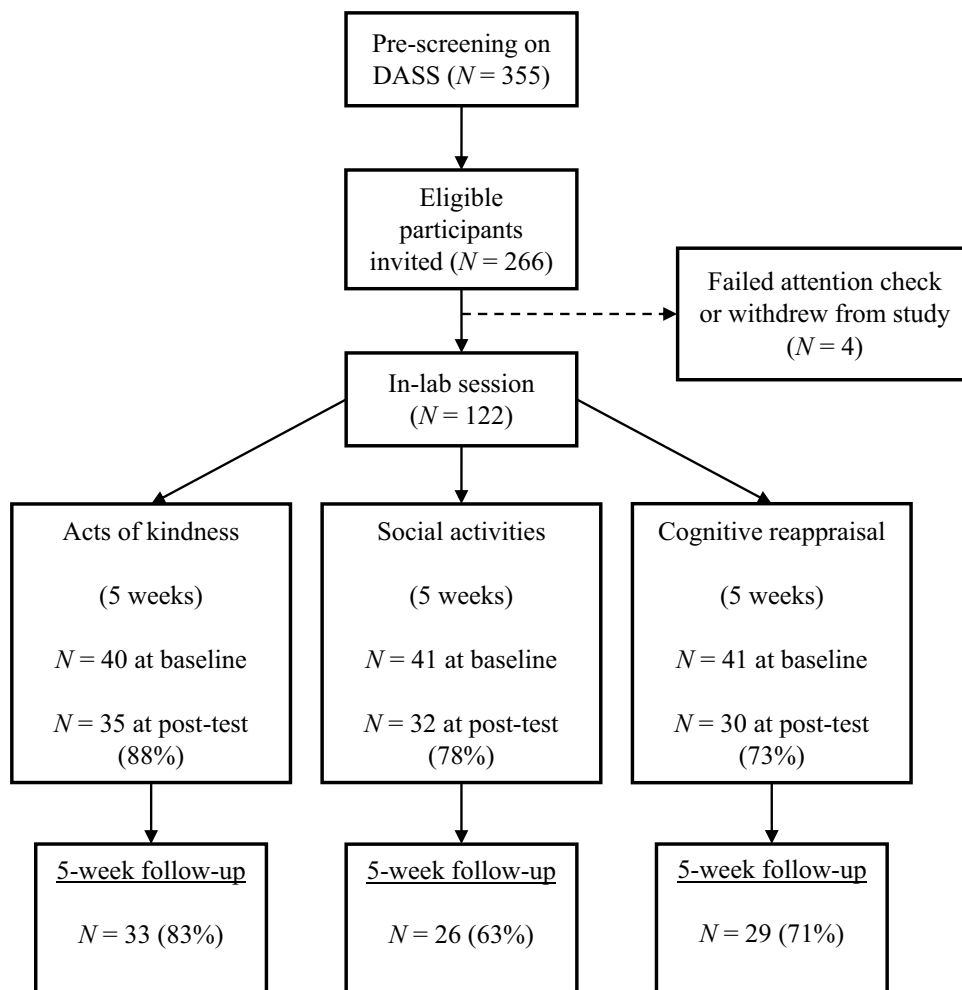 Pre-screening on
DASS (N = 355)
Eligible
participants
invited (N = 266)
Failed attention check
or withdrew from study
(N = 4)
In-lab session
(N = 122)
Acts of kindness
(5 weeks)
N = 40 at baseline
N = 35 at post-test
(88%)
Social activities
(5 weeks)
N = 41 at baseline
N = 32 at post-test
(78%)
Cognitive reappraisal
(5 weeks)
N = 41 at baseline
N = 30 at post-test
(73%)
5-week follow-up
N = 33 (83%)
5-week follow-up
N = 26 (63%)
5-week follow-up
N = 29 (71%)